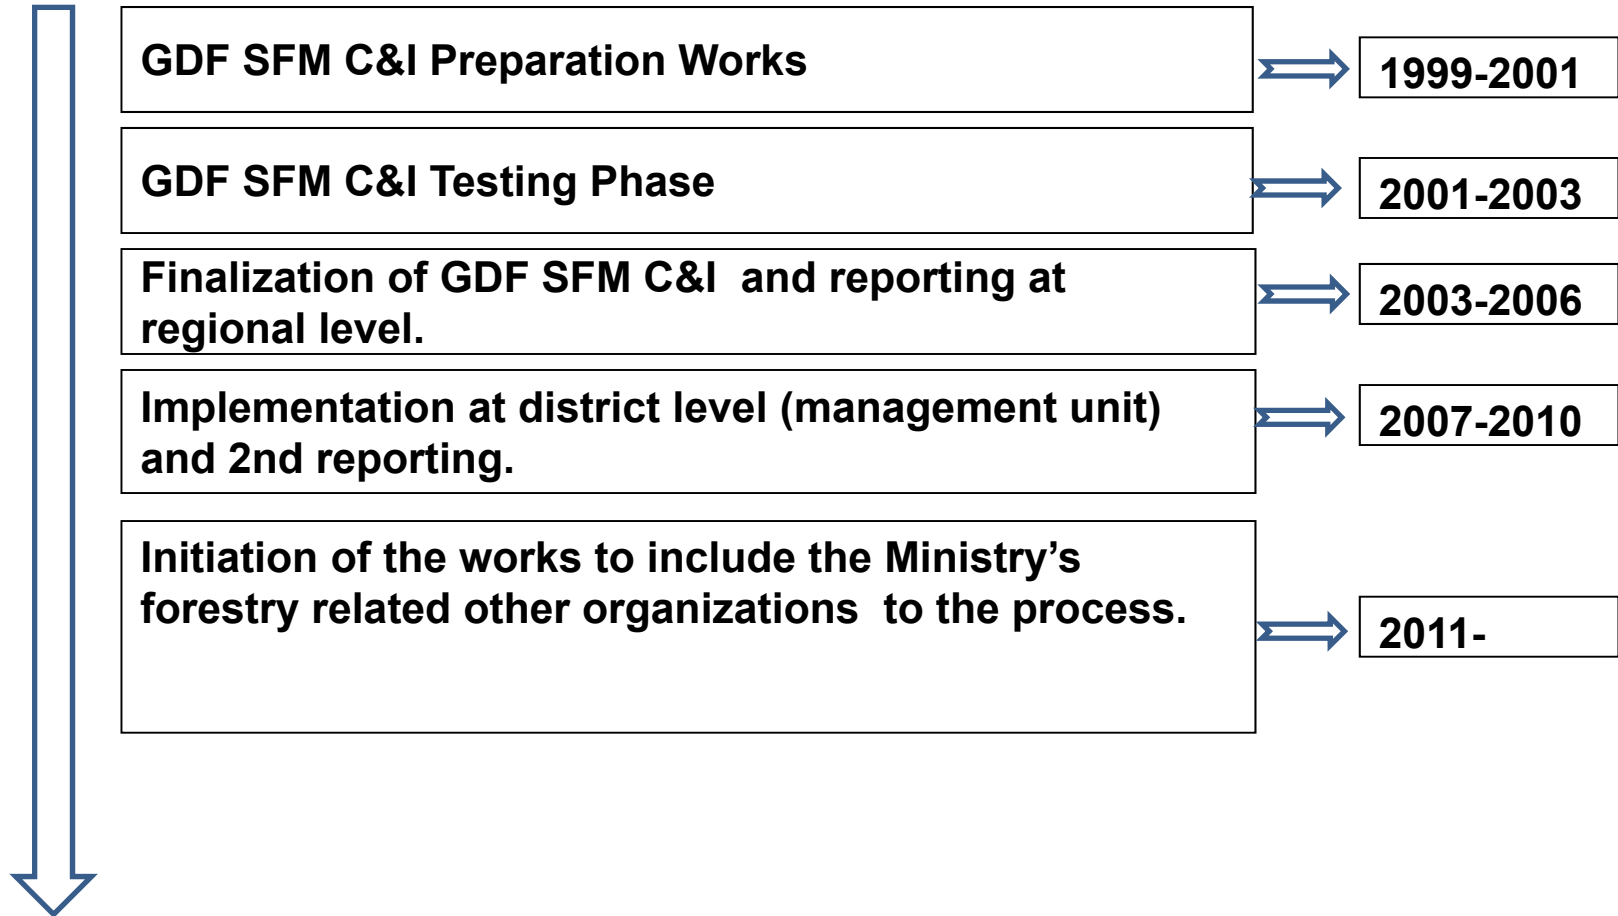 GDF SFM C&I Preparation Works
1999-2001
GDF SFM C&I Testing Phase
2001-2003
Finalization of GDF SFM C&I  and reporting at
regional level.
2003-2006
Implementation at district level (management unit)
and 2nd reporting.
2007-2010
Initiation of the works to include the Ministry’s
forestry related other organizations  to the process.
2011-